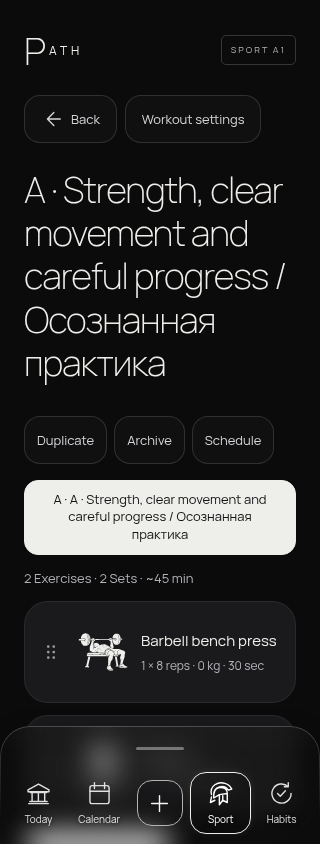 PATH
SPORT A1
Back
Workout settings
A · Strength, clear
movement and
careful progress /
Осознанная
практика
Duplicate
Archive
Schedule
A · A · Strength, clear movement and
careful progress / Осознанная
практика
2 Exercises · 2 Sets · ~45 min
Barbell bench press
1 × 8 reps · 0 kg · 30 sec
Today
Calendar
Sport
Habits